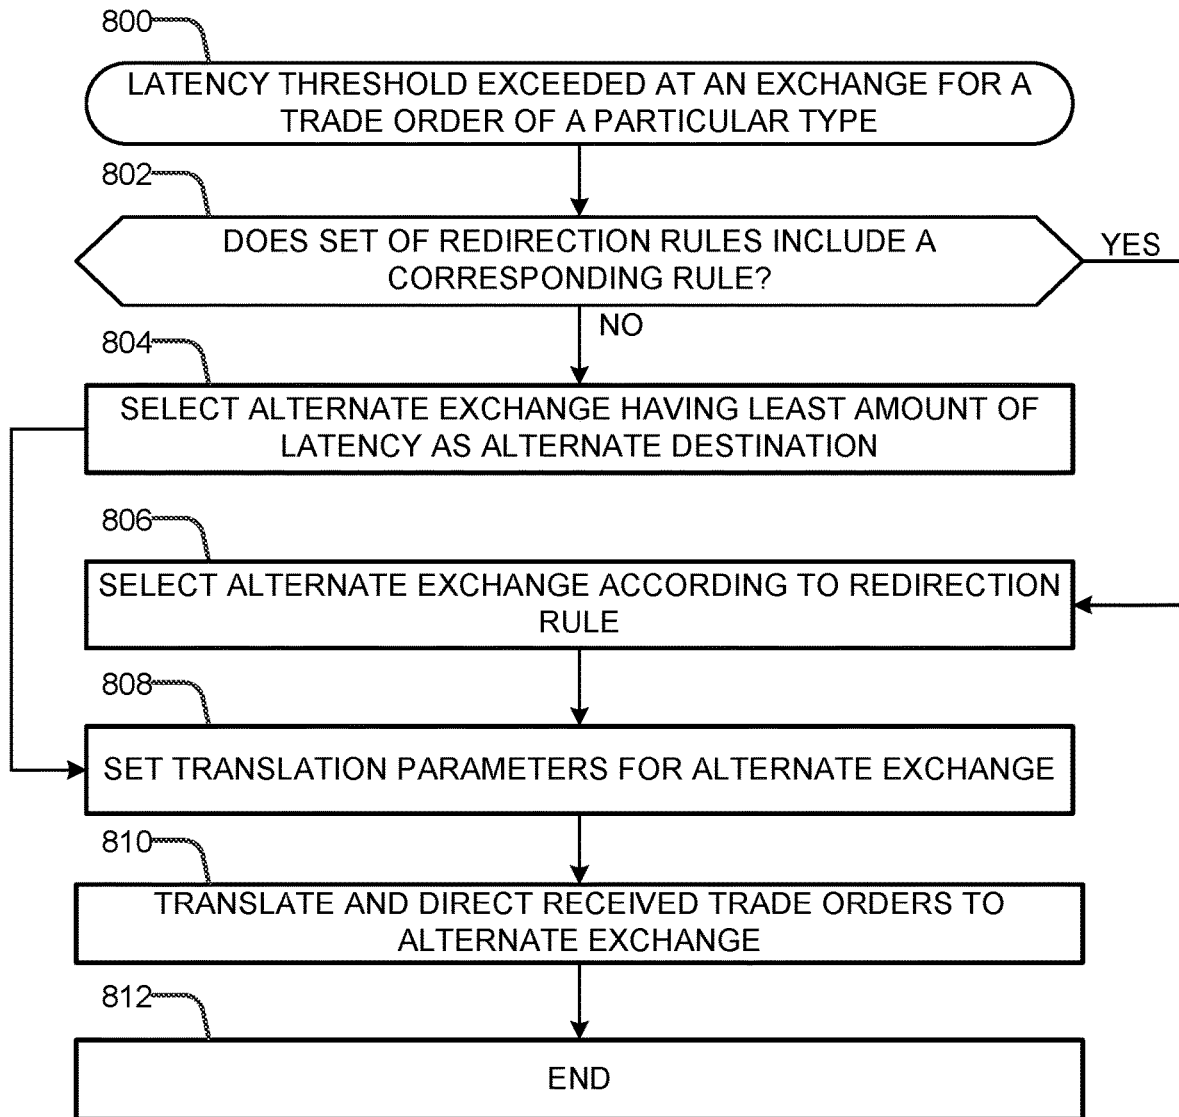 800
LATENCY THRESHOLD EXCEEDED AT AN EXCHANGE FOR A
TRADE ORDER OF A PARTICULAR TYPE
802
DOES SET OF REDIRECTION RULES INCLUDE A
CORRESPONDING RULE?
YES
NO
804
SELECT ALTERNATE EXCHANGE HAVING LEAST AMOUNT OF
LATENCY AS ALTERNATE DESTINATION
806
SELECT ALTERNATE EXCHANGE ACCORDING TO REDIRECTION
RULE
808
SET TRANSLATION PARAMETERS FOR ALTERNATE EXCHANGE
810
TRANSLATE AND DIRECT RECEIVED TRADE ORDERS TO
ALTERNATE EXCHANGE
812
END